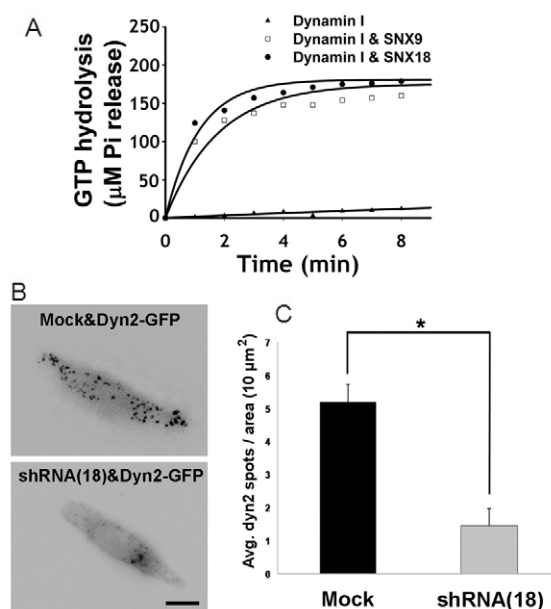 A
Dynamin I
Dynamin I & SNX9
Dynamin I & SNX18
GTP hydrolysis
(µM Pi release)
250
200
150
100
50
0
0 2 4 6 8
Time (min)
B
Mock&Dyn2-GFP
shRNA(18)&Dyn2-GFP
C
*
Avg. dyn2 spots / area (10 µm²)
7
6
5
4
3
2
1
0
Mock shRNA(18)